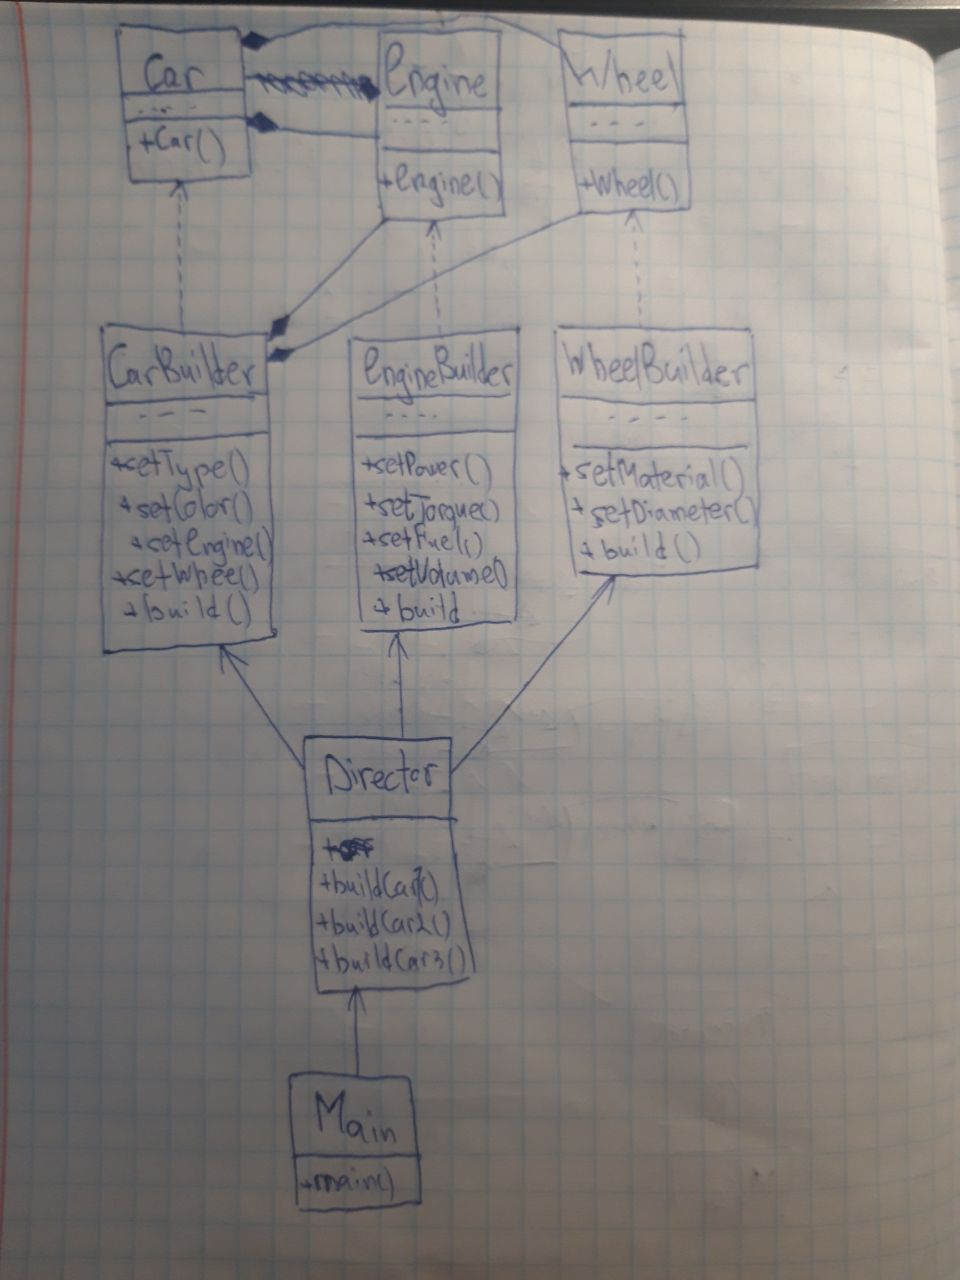 Car
+Car()
Engine
+Engine()
Wheel
+Wheel()
CarBuilder
+setType()
+setColor()
+setEngine()
+setWheel()
+build()
EngineBuilder
+setPower()
+setTorque()
+setFuel()
+setVolume()
+build
WheelBuilder
+setMaterial()
+setDiameter()
+build()
Director
+buildCar1()
+buildCar2()
+buildCar3()
Main
+main()